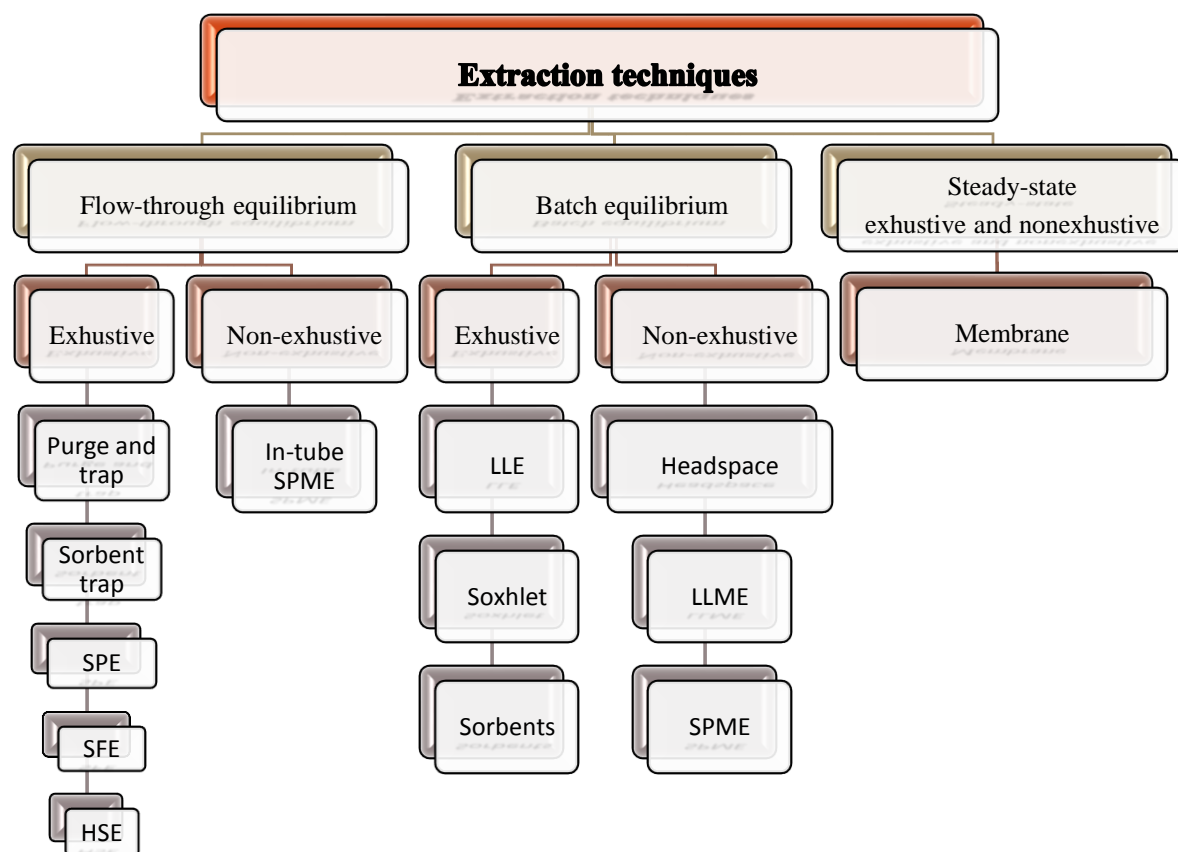 Extraction techniques
Flow-through equilibrium
Batch equilibrium
Steady-state
exhustive and nonexhustive
Exhustive
Non-exhustive
Exhustive
Non-exhustive
Membrane
Purge and
trap
In-tube
SPME
LLE
Headspace
Sorbent
trap
Soxhlet
LLME
SPE
Sorbents
SPME
SFE
HSE